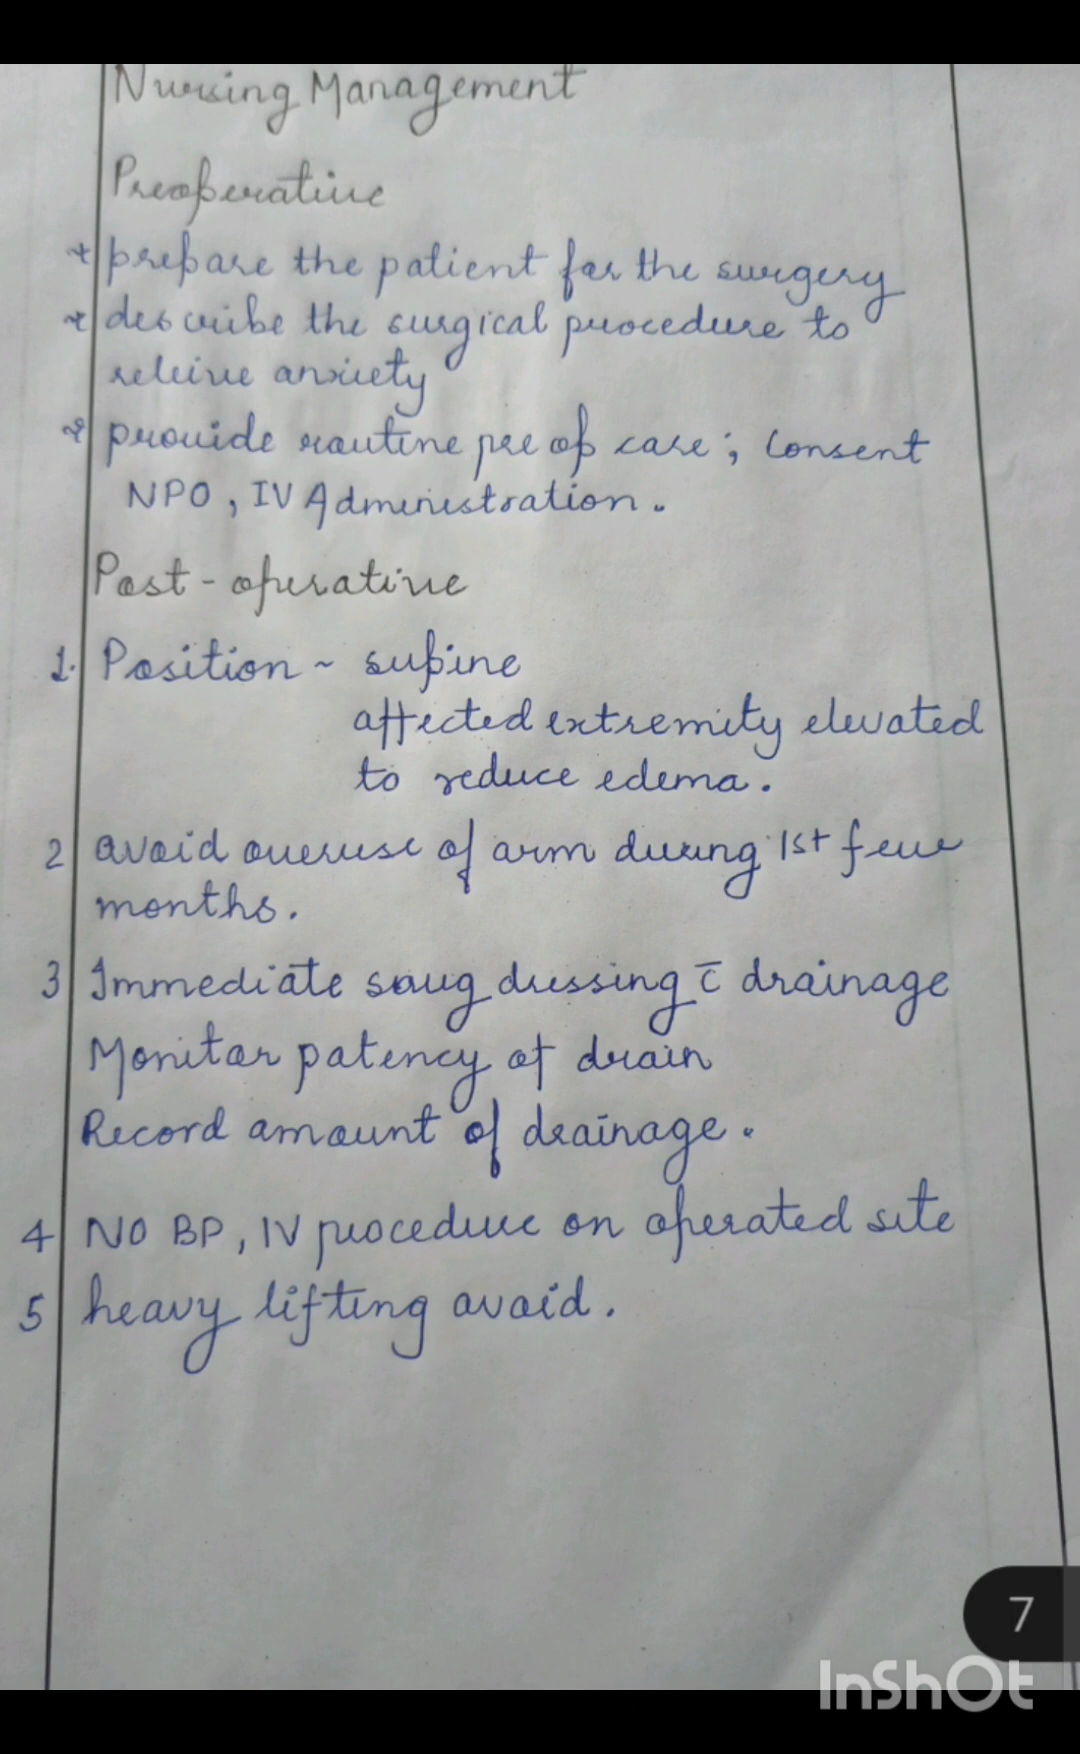 Nursing Management
Preoperative
* prepare the patient for the surgery
* describe the surgical procedure to
releive anxiety
* provide routine pre op care; Consent
NPO, IV Administration.
Post-operative
1. Position - supine
affected extremity elevated
to reduce edema.
2 avoid overuse of arm during 1st few
months.
3 Immediate snug dressing c̄ drainage
Monitor patency of drain
Record amount of drainage.
4 NO BP, IV procedure on operated site
5 heavy lifting avoid.
7
InShOt